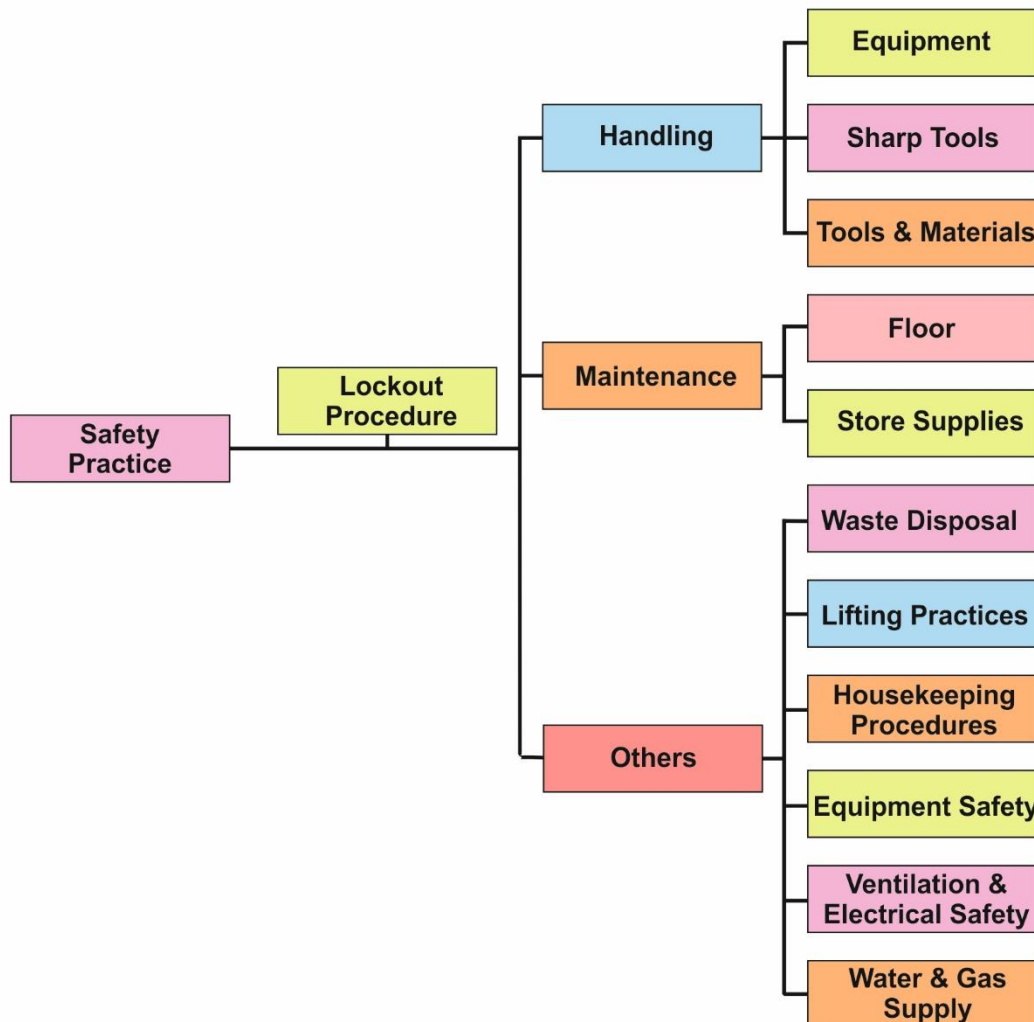 Equipment
Handling
Sharp Tools
Tools & Materials
Floor
Lockout
Procedure
Maintenance
Store Supplies
Safety
Practice
Waste Disposal
Lifting Practices
Housekeeping
Procedures
Others
Equipment Safety
Ventilation &
Electrical Safety
Water & Gas
Supply